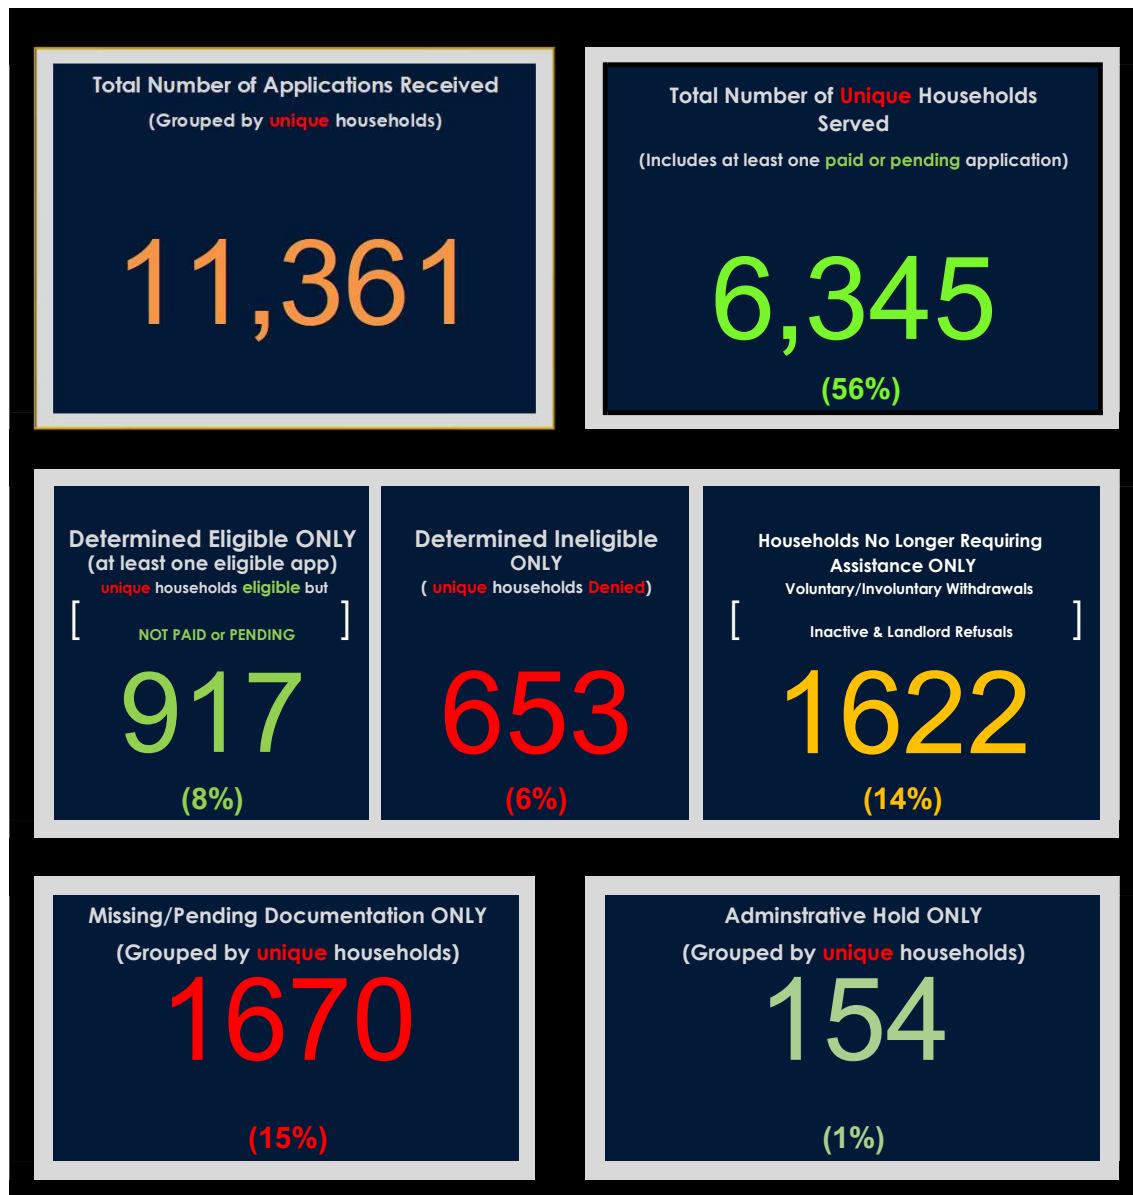 Total Number of Applications Received
(Grouped by unique households)
11,361
Total Number of Unique Households
Served
(Includes at least one paid or pending application)
6,345
(56%)
Determined Eligible ONLY
(at least one eligible app)
unique households eligible but
[ ]
NOT PAID or PENDING
917
(8%)
Determined Ineligible
ONLY
( unique households Denied)
653
(6%)
Households No Longer Requiring
Assistance ONLY
Voluntary/Involuntary Withdrawals
[ ]
Inactive & Landlord Refusals
1622
(14%)
Missing/Pending Documentation ONLY
(Grouped by unique households)
1670
(15%)
Adminstrative Hold ONLY
(Grouped by unique households)
154
(1%)